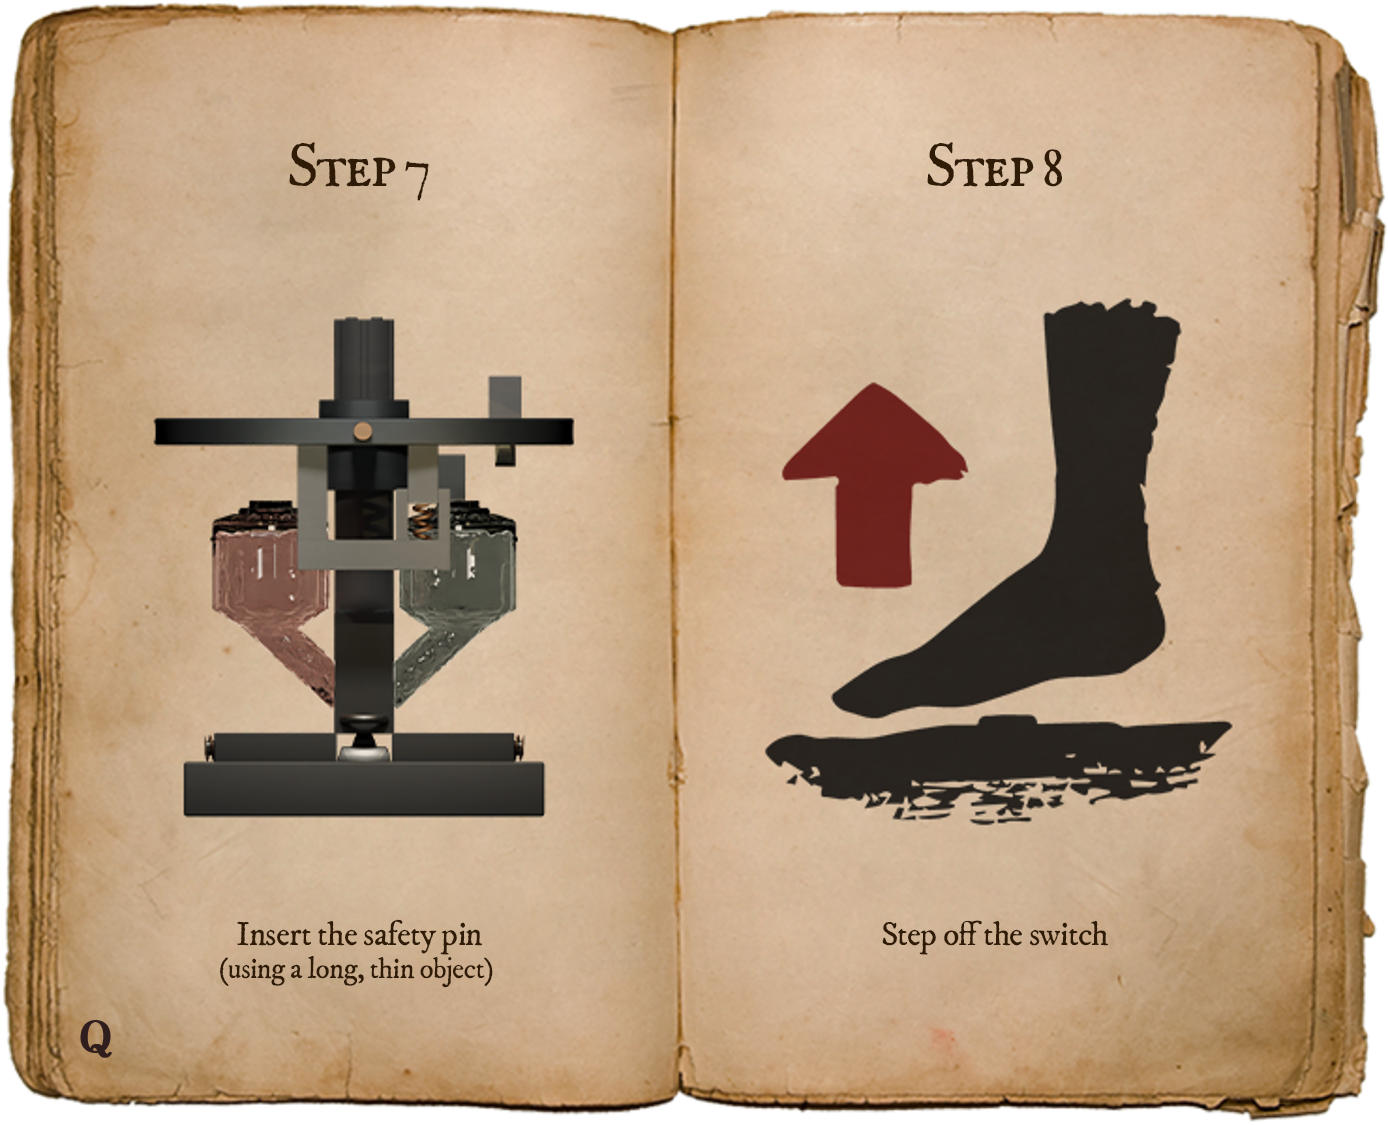 Step 7
Insert the safety pin
(using a long, thin object)
Q
Step 8
Step off the switch